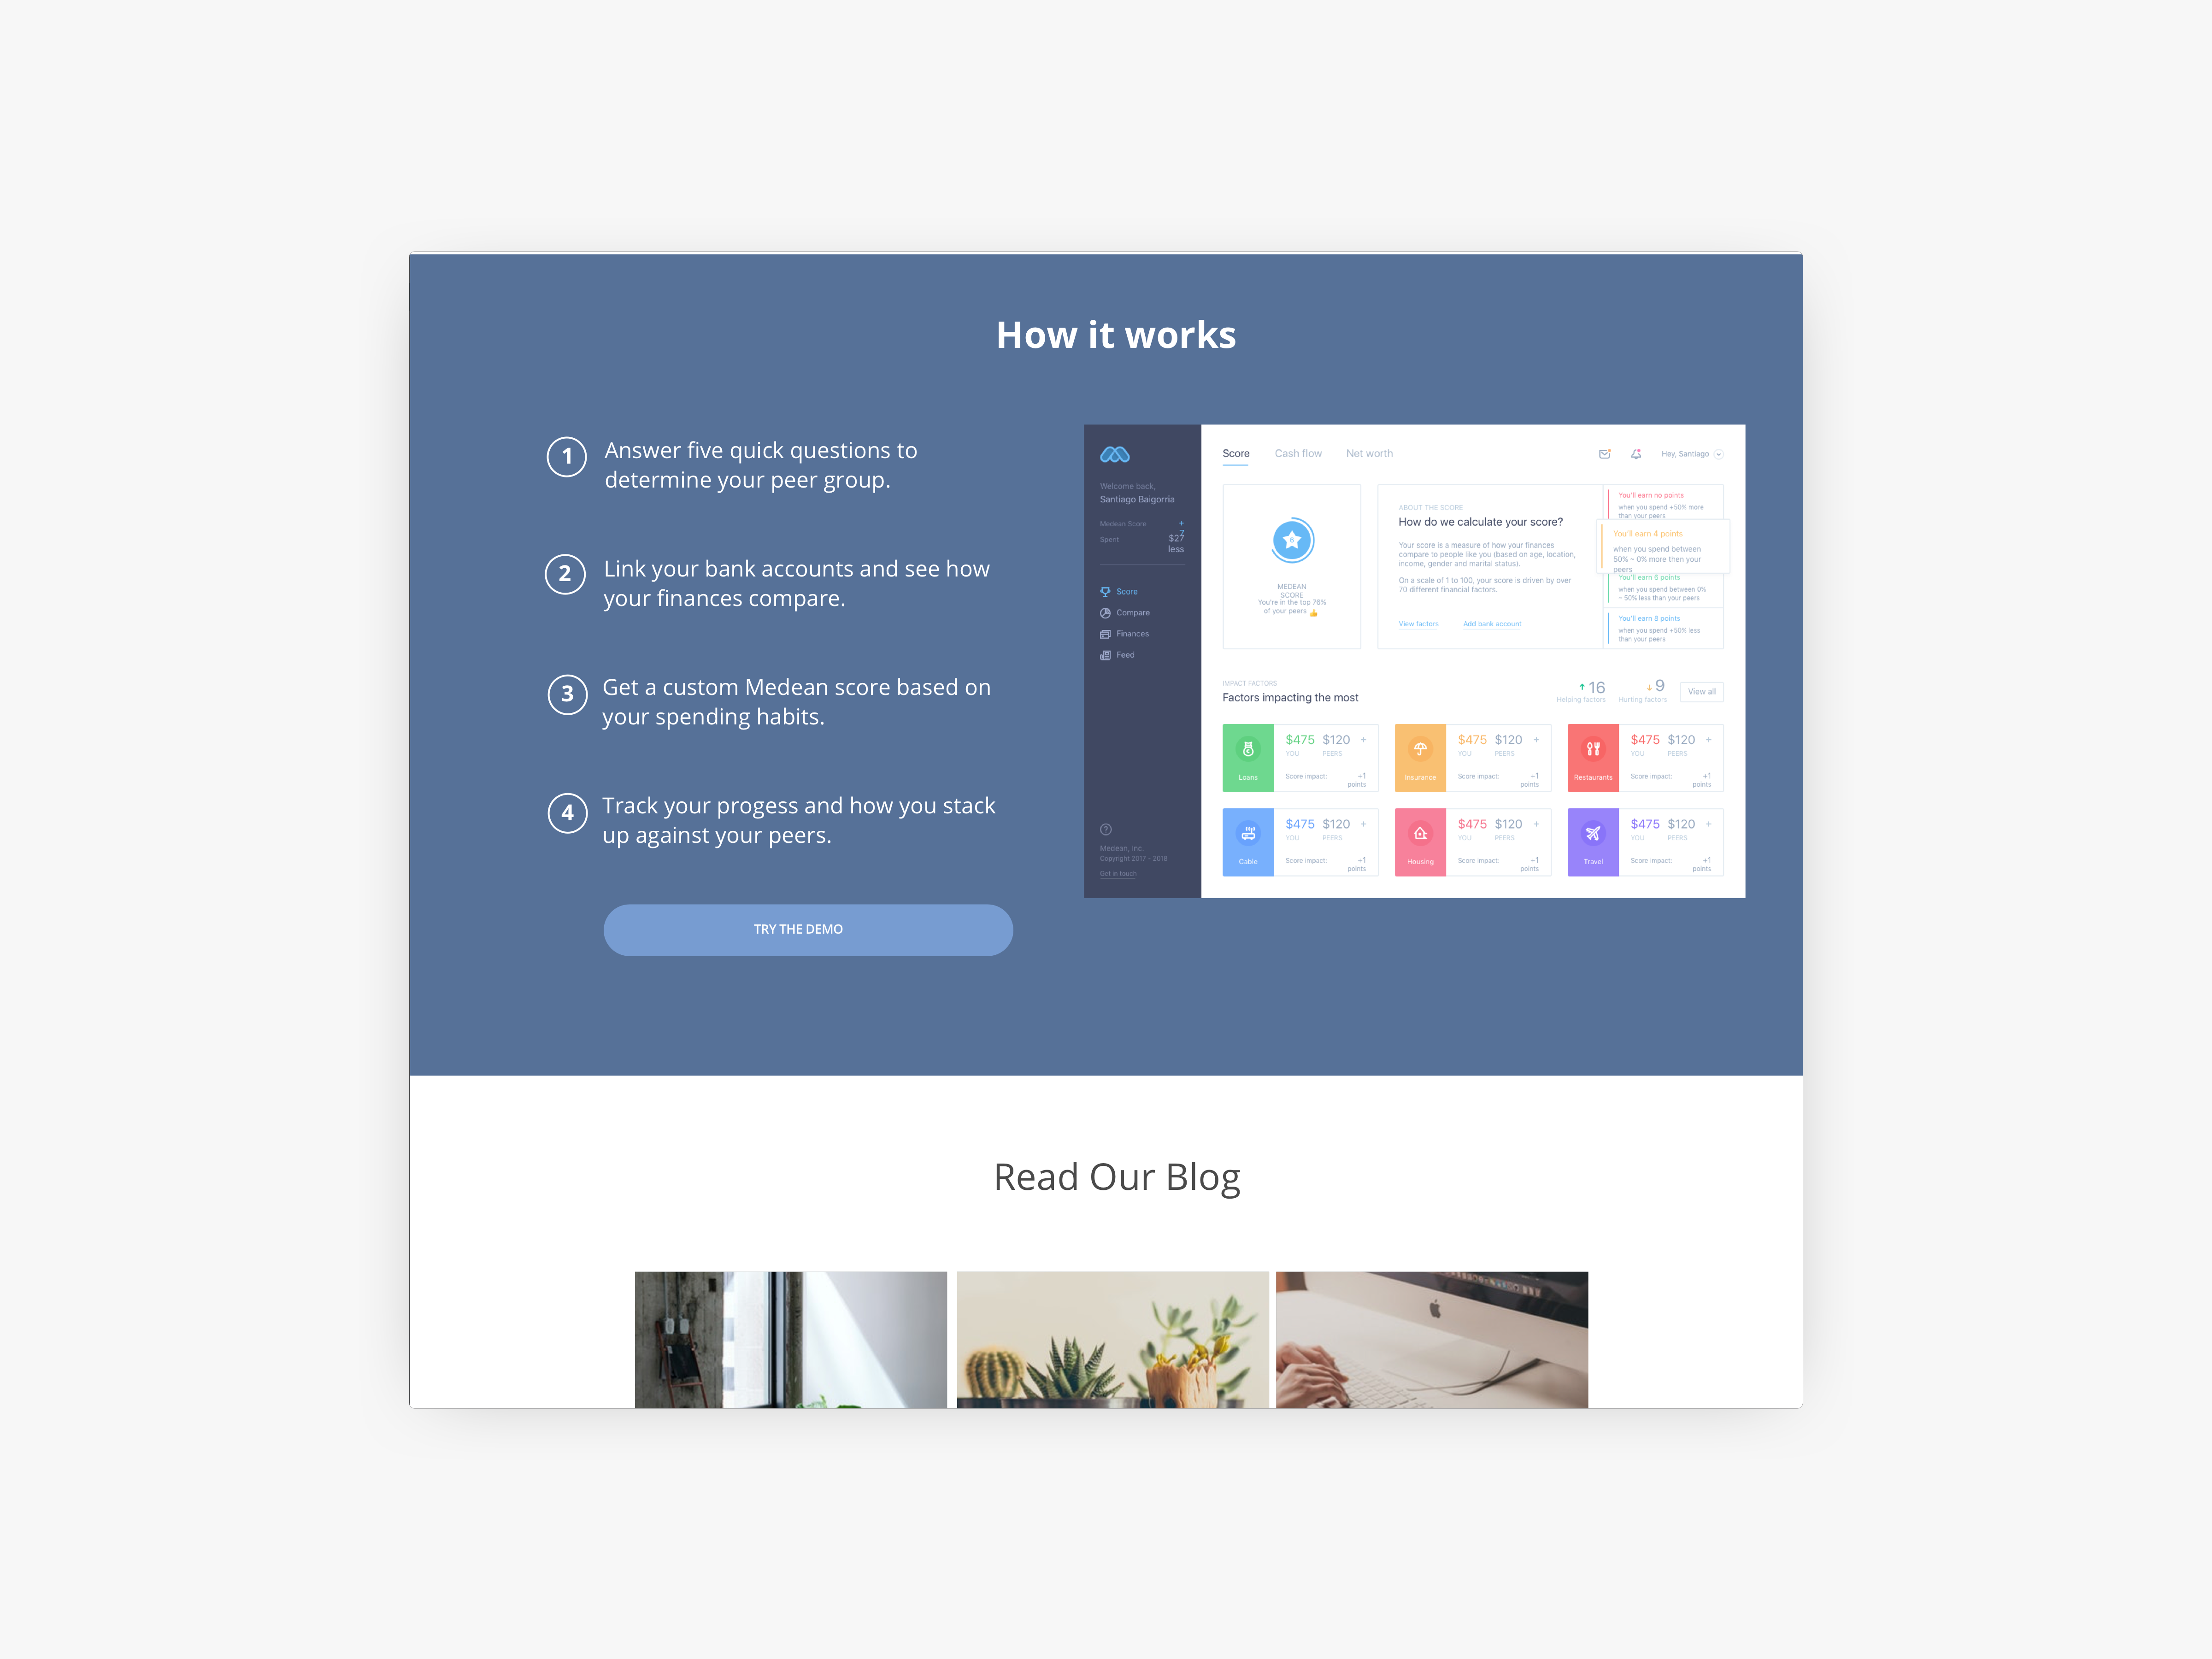 How it works
1
Answer five quick questions to
determine your peer group.
2
Link your bank accounts and see how
your finances compare.
3
Get a custom Medean score based on
your spending habits.
4
Track your progess and how you stack
up against your peers.
TRY THE DEMO
Welcome back,
Santiago Baigorria
Medean Score +
7
Spent $27
less
Score
Compare
Finances
Feed
Medean, Inc.
Copyright 2017 - 2018
Get in touch
Score Cash flow Net worth
Hey, Santiago
MEDEAN
SCORE
You're in the top 76%
of your peers
ABOUT THE SCORE
How do we calculate your score?
Your score is a measure of how your finances
compare to people like you (based on age, location,
income, gender and marital status).
On a scale of 1 to 100, your score is driven by over
70 different financial factors.
View factors Add bank account
You'll earn no points
when you spend +50% more
than your peers
You'll earn 4 points
when you spend between
50% ~ 0% more then your
peers
You'll earn 6 points
when you spend between 0%
~ 50% less than your peers
You'll earn 8 points
when you spend +50% less
than your peers
IMPACT FACTORS
Factors impacting the most
16
Helping factors
9
Hurting factors
View all
Loans
$475 $120 +
YOU PEERS
Score impact: +1
points
Insurance
$475 $120 +
YOU PEERS
Score impact: +1
points
Restaurants
$475 $120 +
YOU PEERS
Score impact: +1
points
Cable
$475 $120 +
YOU PEERS
Score impact: +1
points
Housing
$475 $120 +
YOU PEERS
Score impact: +1
points
Travel
$475 $120 +
YOU PEERS
Score impact: +1
points
Read Our Blog